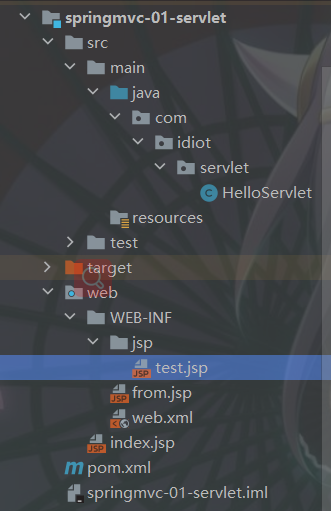 springmvc-01-servlet
src
main
java
com
idiot
servlet
C HelloServlet
resources
test
target
web
WEB-INF
jsp
JSP test.jsp
JSP from.jsp
web.xml
JSP index.jsp
m pom.xml
springmvc-01-servlet.iml